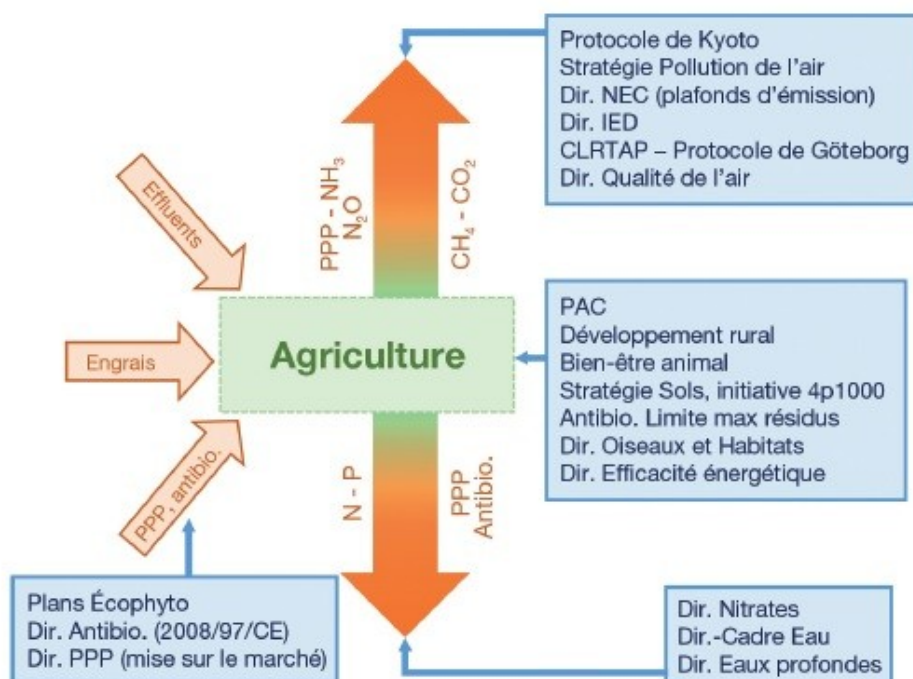 Protocole de Kyoto
Stratégie Pollution de l'air
Dir. NEC (plafonds d'émission)
Dir. IED
CLRTAP – Protocole de Göteborg
Dir. Qualité de l'air
Effluents
PPP - NH₃
N₂O
CH₄ - CO₂
Engrais
Agriculture
PAC
Développement rural
Bien-être animal
Stratégie Sols, initiative 4p1000
Antibio. Limite max résidus
Dir. Oiseaux et Habitats
Dir. Efficacité énergétique
PPP, antibio.
N - P
PPP
Antibio.
Plans Écophyto
Dir. Antibio. (2008/97/CE)
Dir. PPP (mise sur le marché)
Dir. Nitrates
Dir.-Cadre Eau
Dir. Eaux profondes